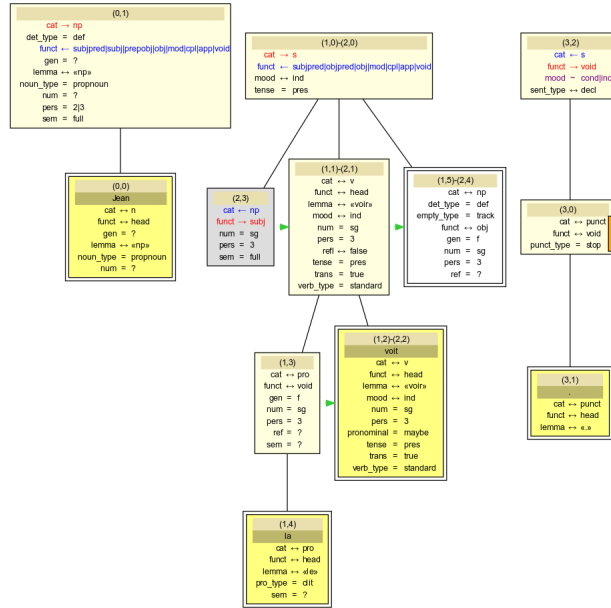 (0,1)
cat → np
det_type = def
funct ← subjpred|subj|prepobj|obj|mod|cpl|app|void
gen = ?
lemma ↔ «np»
noun_type = propnoun
num = ?
pers = 2|3
sem = full
(0,0)
Jean
cat ↔ n
funct ↔ head
gen = ?
lemma ↔ «np»
noun_type = propnoun
num = ?
(1,0)-(2,0)
cat → s
funct ← subjpred|objpred|obj|mod|cpl|app|void
mood ↔ ind
tense = pres
(2,3)
cat ← np
funct → subj
num = sg
pers = 3
sem = full
(1,1)-(2,1)
cat ↔ v
funct ↔ head
lemma ↔ «voir»
mood ↔ ind
num = sg
pers = 3
refl ↔ false
tense = pres
trans = true
verb_type = standard
(1,5)-(2,4)
cat ↔ np
det_type = def
empty_type = track
funct ↔ obj
gen = f
num = sg
pers = 3
ref = ?
(1,3)
cat ↔ pro
funct ↔ void
gen = f
num = sg
pers = 3
ref = ?
sem = ?
(1,2)-(2,2)
voit
cat ↔ v
funct ↔ head
lemma ↔ «voir»
mood ↔ ind
num = sg
pers = 3
pronominal = maybe
tense = pres
trans = true
verb_type = standard
(1,4)
la
cat ↔ pro
funct ↔ head
lemma ↔ «le»
pro_type = clit
sem = ?
(3,2)
cat ← s
funct → void
mood ~ cond|ind
sent_type ↔ decl
(3,0)
cat ↔ punct
funct ↔ void
punct_type = stop
(3,1)
.
cat ↔ punct
funct ↔ head
lemma ↔ «.»